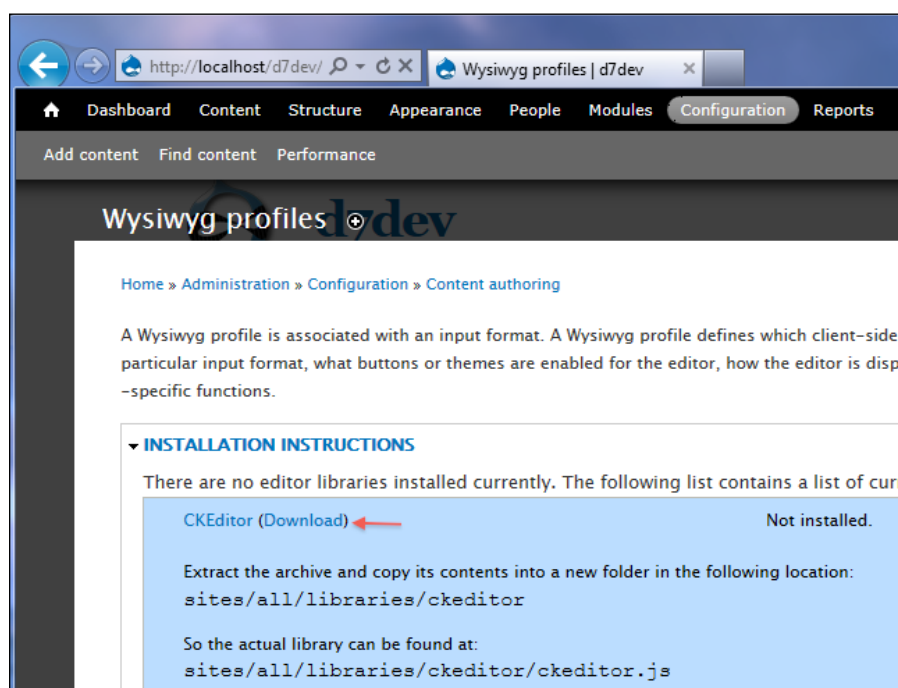 http://localhost/d7dev/
Wysiwyg profiles | d7dev
Dashboard Content Structure Appearance People Modules Configuration Reports
Add content Find content Performance
d7dev
Wysiwyg profiles
Home » Administration » Configuration » Content authoring
A Wysiwyg profile is associated with an input format. A Wysiwyg profile defines which client-side
particular input format, what buttons or themes are enabled for the editor, how the editor is disp
-specific functions.
INSTALLATION INSTRUCTIONS
There are no editor libraries installed currently. The following list contains a list of cur
CKEditor (Download) Not installed.
Extract the archive and copy its contents into a new folder in the following location:
sites/all/libraries/ckeditor
So the actual library can be found at:
sites/all/libraries/ckeditor/ckeditor.js